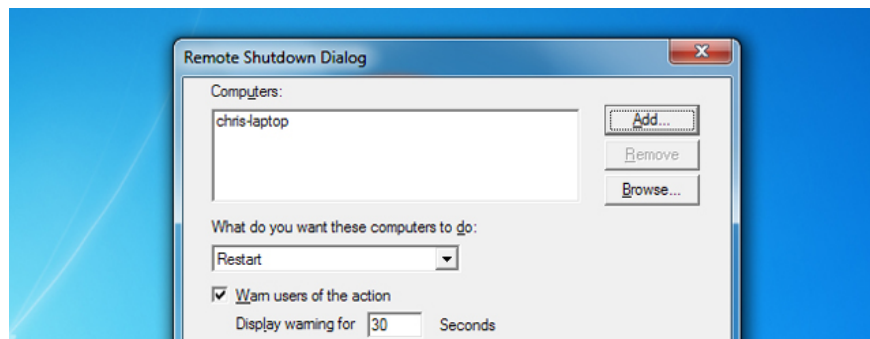 Remote Shutdown Dialog
Computers:
chris-laptop
Add...
Remove
Browse...
What do you want these computers to do:
Restart
Warn users of the action
Display warning for 30 Seconds